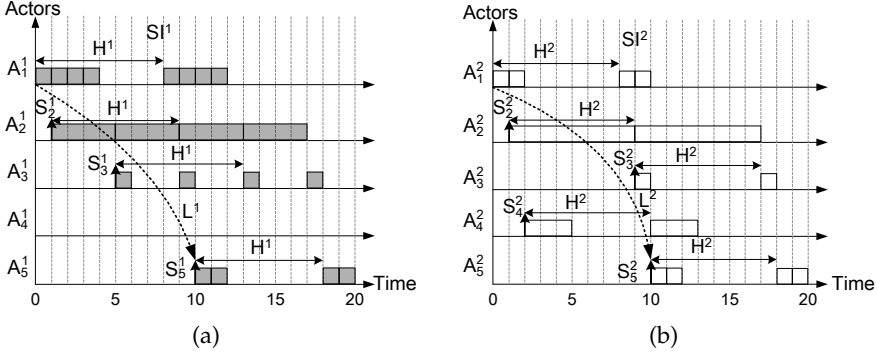 Actors
SI¹
H¹
A₁¹
S₂¹
H¹
A₂¹
S₃¹
H¹
A₃¹
L¹
A₄¹
H¹
S₅¹
A₅¹
Time
0 5 10 15 20
(a)
Actors
SI²
H²
A₁²
S₂²
H²
A₂²
S₃²
H²
A₃²
L²
S₄²
H²
A₄²
H²
S₅²
A₅²
Time
0 5 10 15 20
(b)